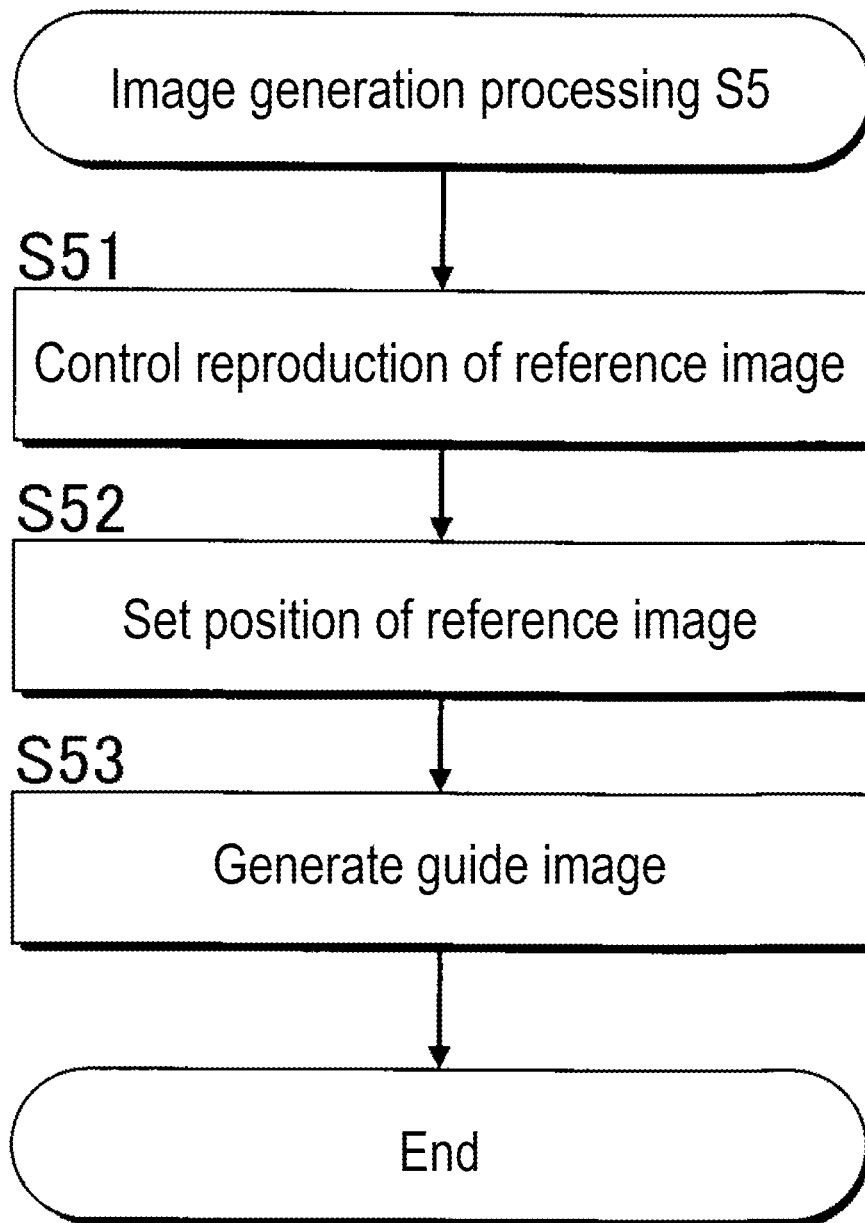 Image generation processing S5
S51
Control reproduction of reference image
S52
Set position of reference image
S53
Generate guide image
End